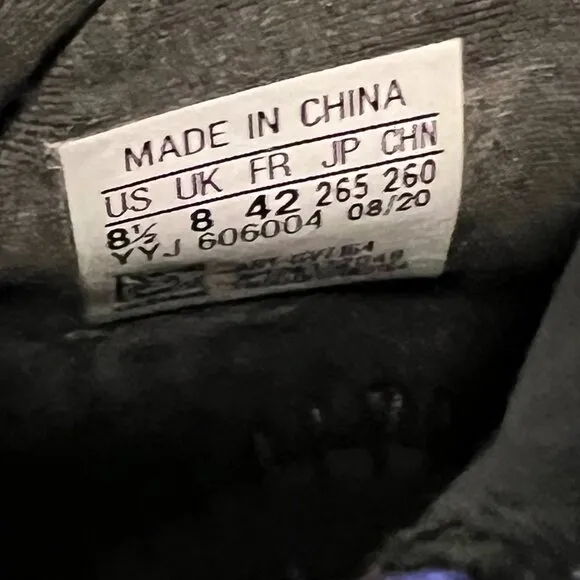 MADE IN CHINA
US UK FR JP CHN
8½ 8 42 265 260
YYJ 606004 08/20